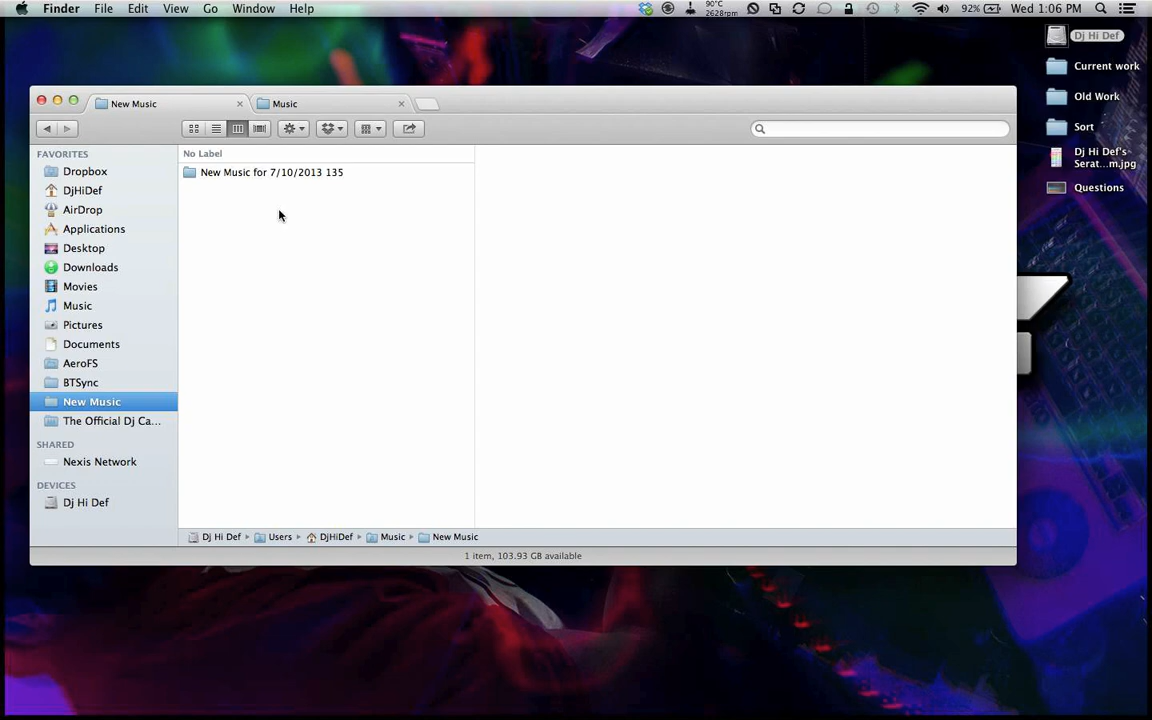 Finder File Edit View Go Window Help
90°C
2628rpm
92% Wed 1:06 PM
New Music
Music
FAVORITES
Dropbox
DjHiDef
AirDrop
Applications
Desktop
Downloads
Movies
Music
Pictures
Documents
AeroFS
BTSync
New Music
The Official Dj Ca...
SHARED
Nexis Network
DEVICES
Dj Hi Def
No Label
New Music for 7/10/2013 135
Dj Hi Def Users DjHiDef Music New Music
1 item, 103.93 GB available
Dj Hi Def
Current work
Old Work
Sort
Dj Hi Def's
Serat...m.jpg
Questions